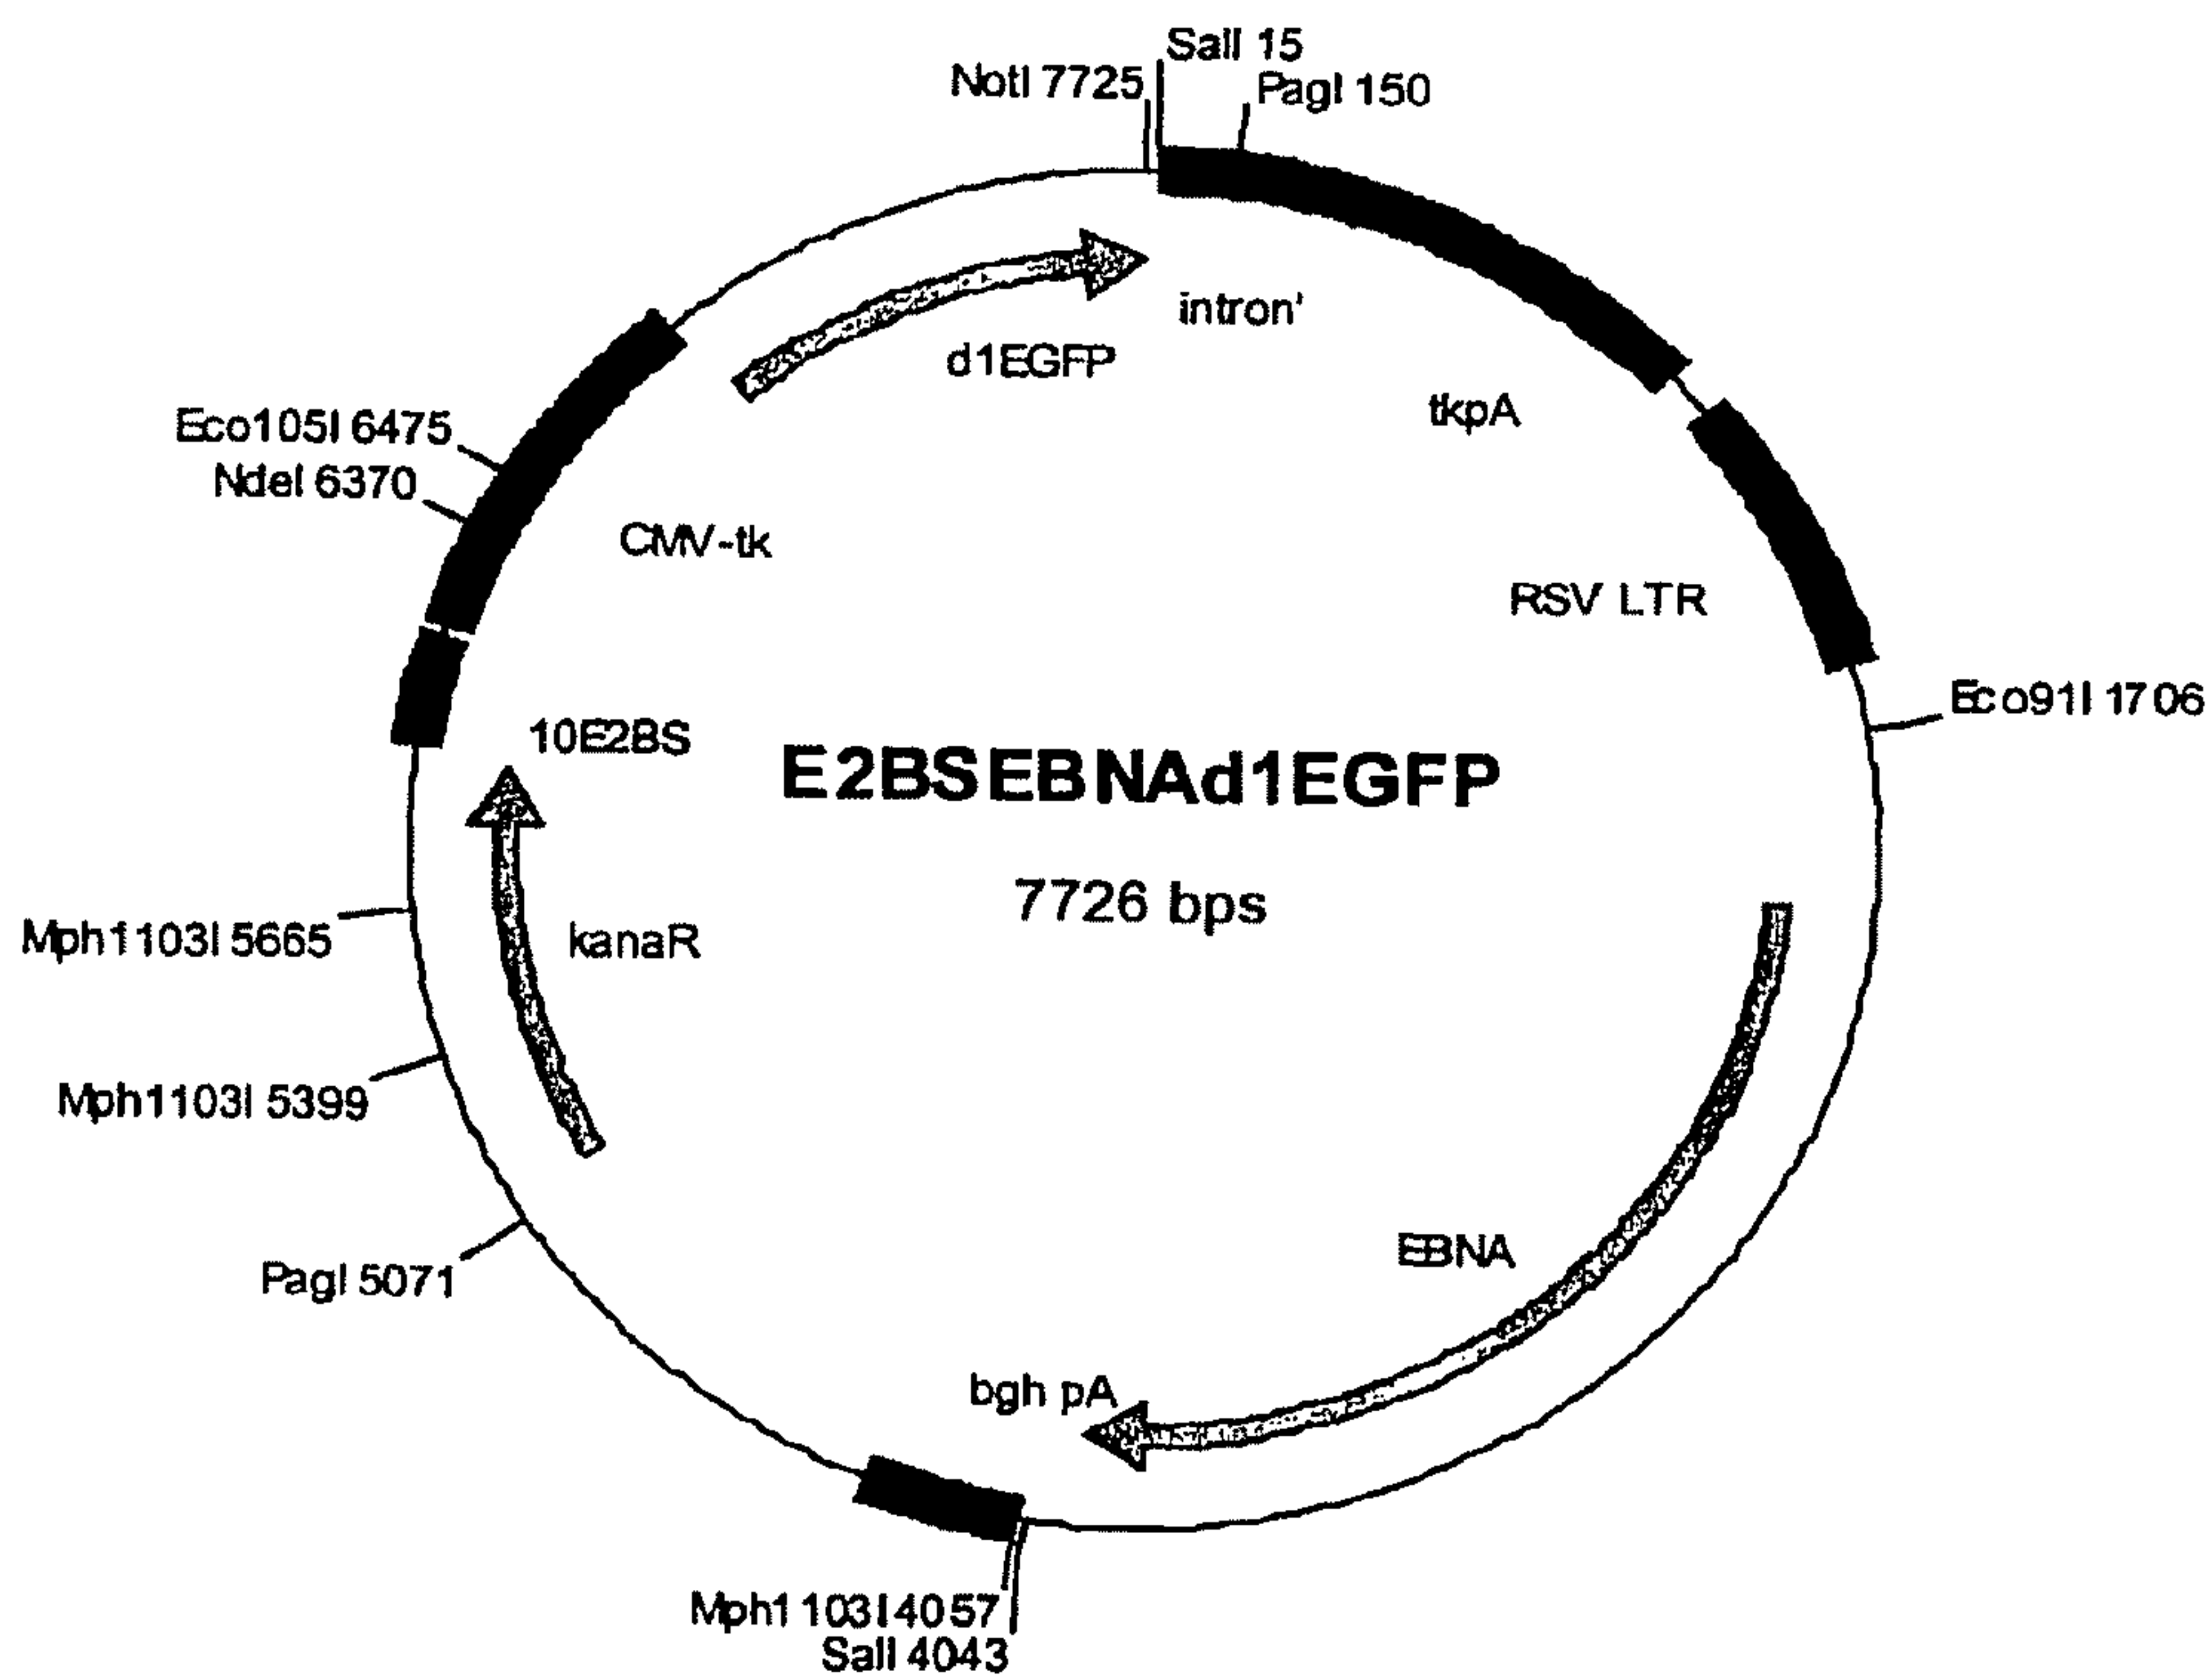 SalI 15
NotI 7725
PagI 150
intron'
d1EGFP
tkpA
Eco105I 6475
NdeI 6370
CMV-tk
RSV LTR
Eco91I 1706
10E2BS
E2BSEBNAd1EGFP
7726 bps
Mph1103I 5665
kanaR
Mph1103I 5399
EBNA
PagI 5071
bgh pA
Mph1103I 4057
SalI 4043